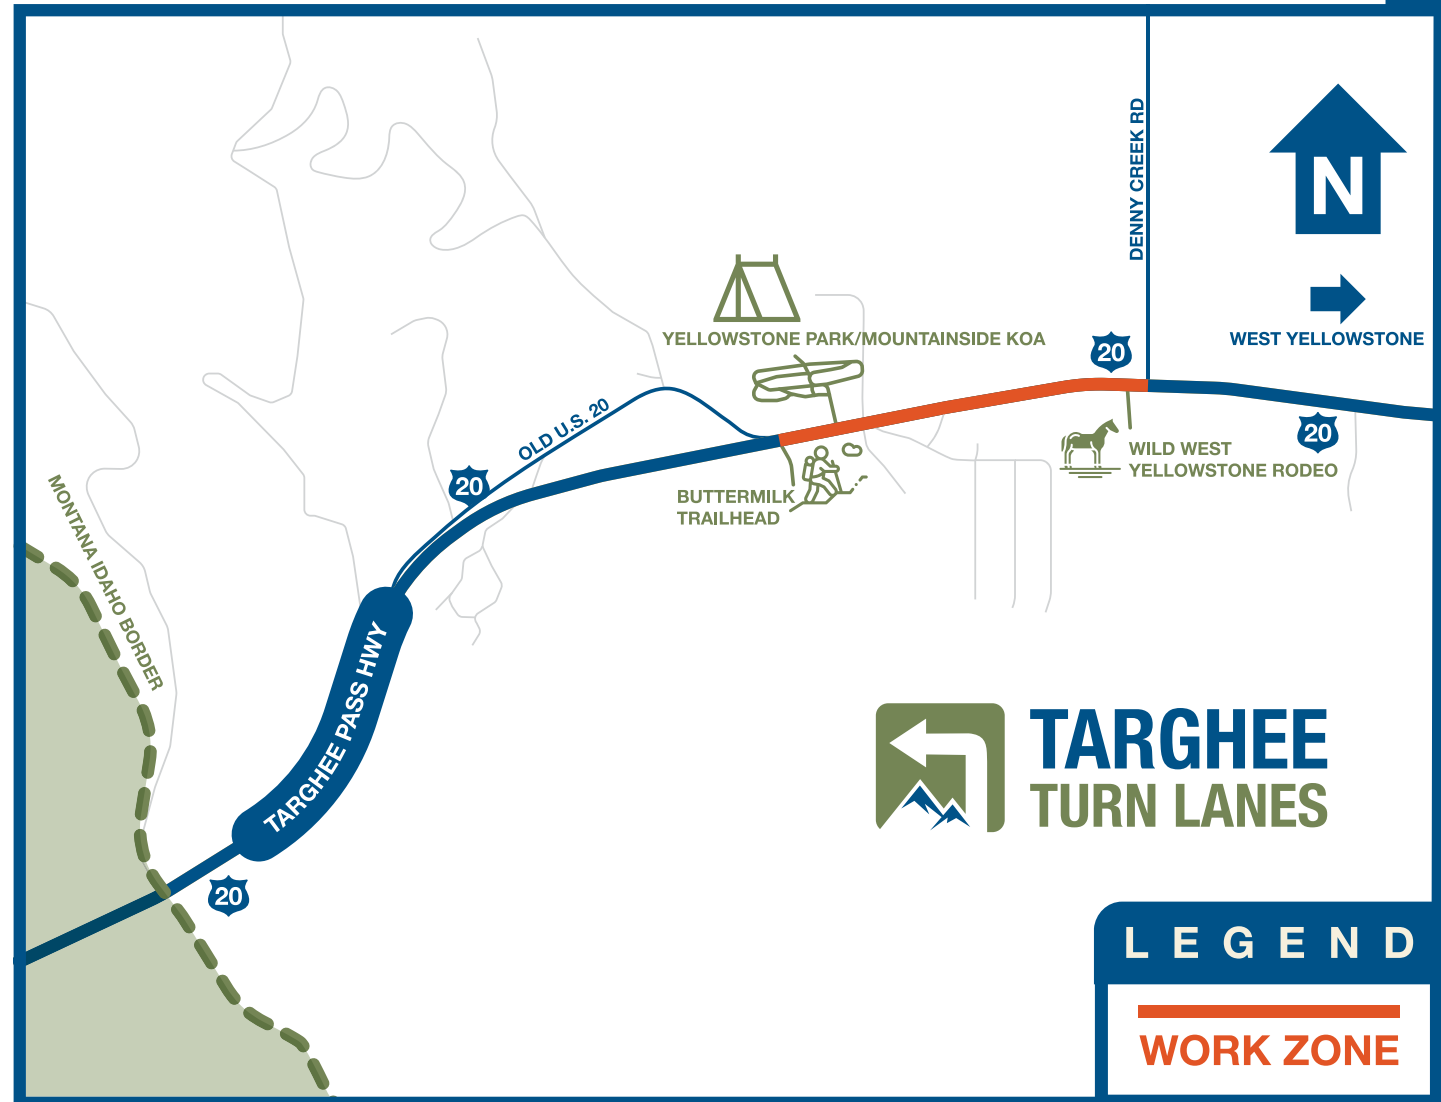 DENNY CREEK RD
N
WEST YELLOWSTONE
YELLOWSTONE PARK/MOUNTAINSIDE KOA
20
20
OLD U.S. 20
WILD WEST
YELLOWSTONE RODEO
20
BUTTERMILK
TRAILHEAD
MONTANA IDAHO BORDER
TARGHEE PASS HWY
TARGHEE
TURN LANES
20
LEGEND
WORK ZONE